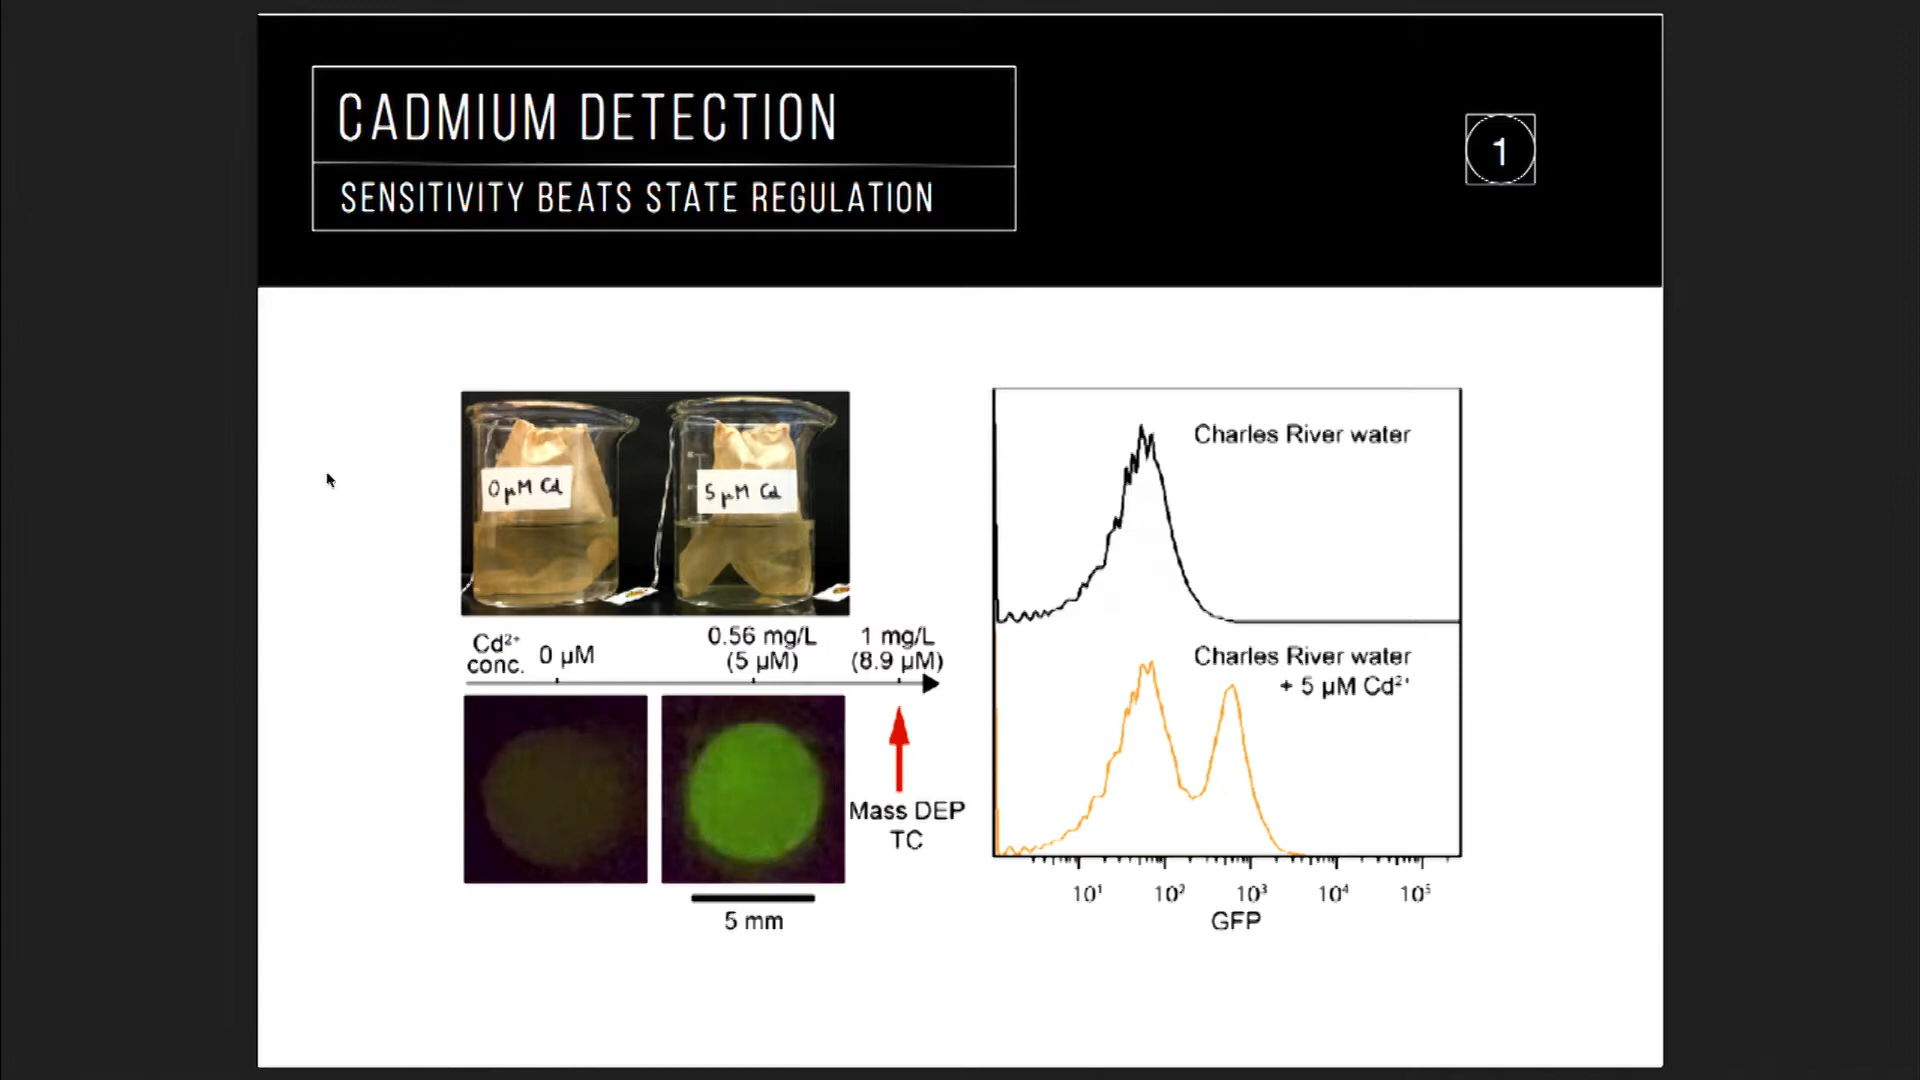 CADMIUM DETECTION
SENSITIVITY BEATS STATE REGULATION
1
0 µM Cd
5 µM Cd
Cd²⁺ conc.
0 µM
0.56 mg/L
(5 µM)
1 mg/L
(8.9 µM)
Mass DEP
TC
5 mm
Charles River water
Charles River water
+ 5 µM Cd²⁺
10¹ 10² 10³ 10⁴ 10⁵
GFP